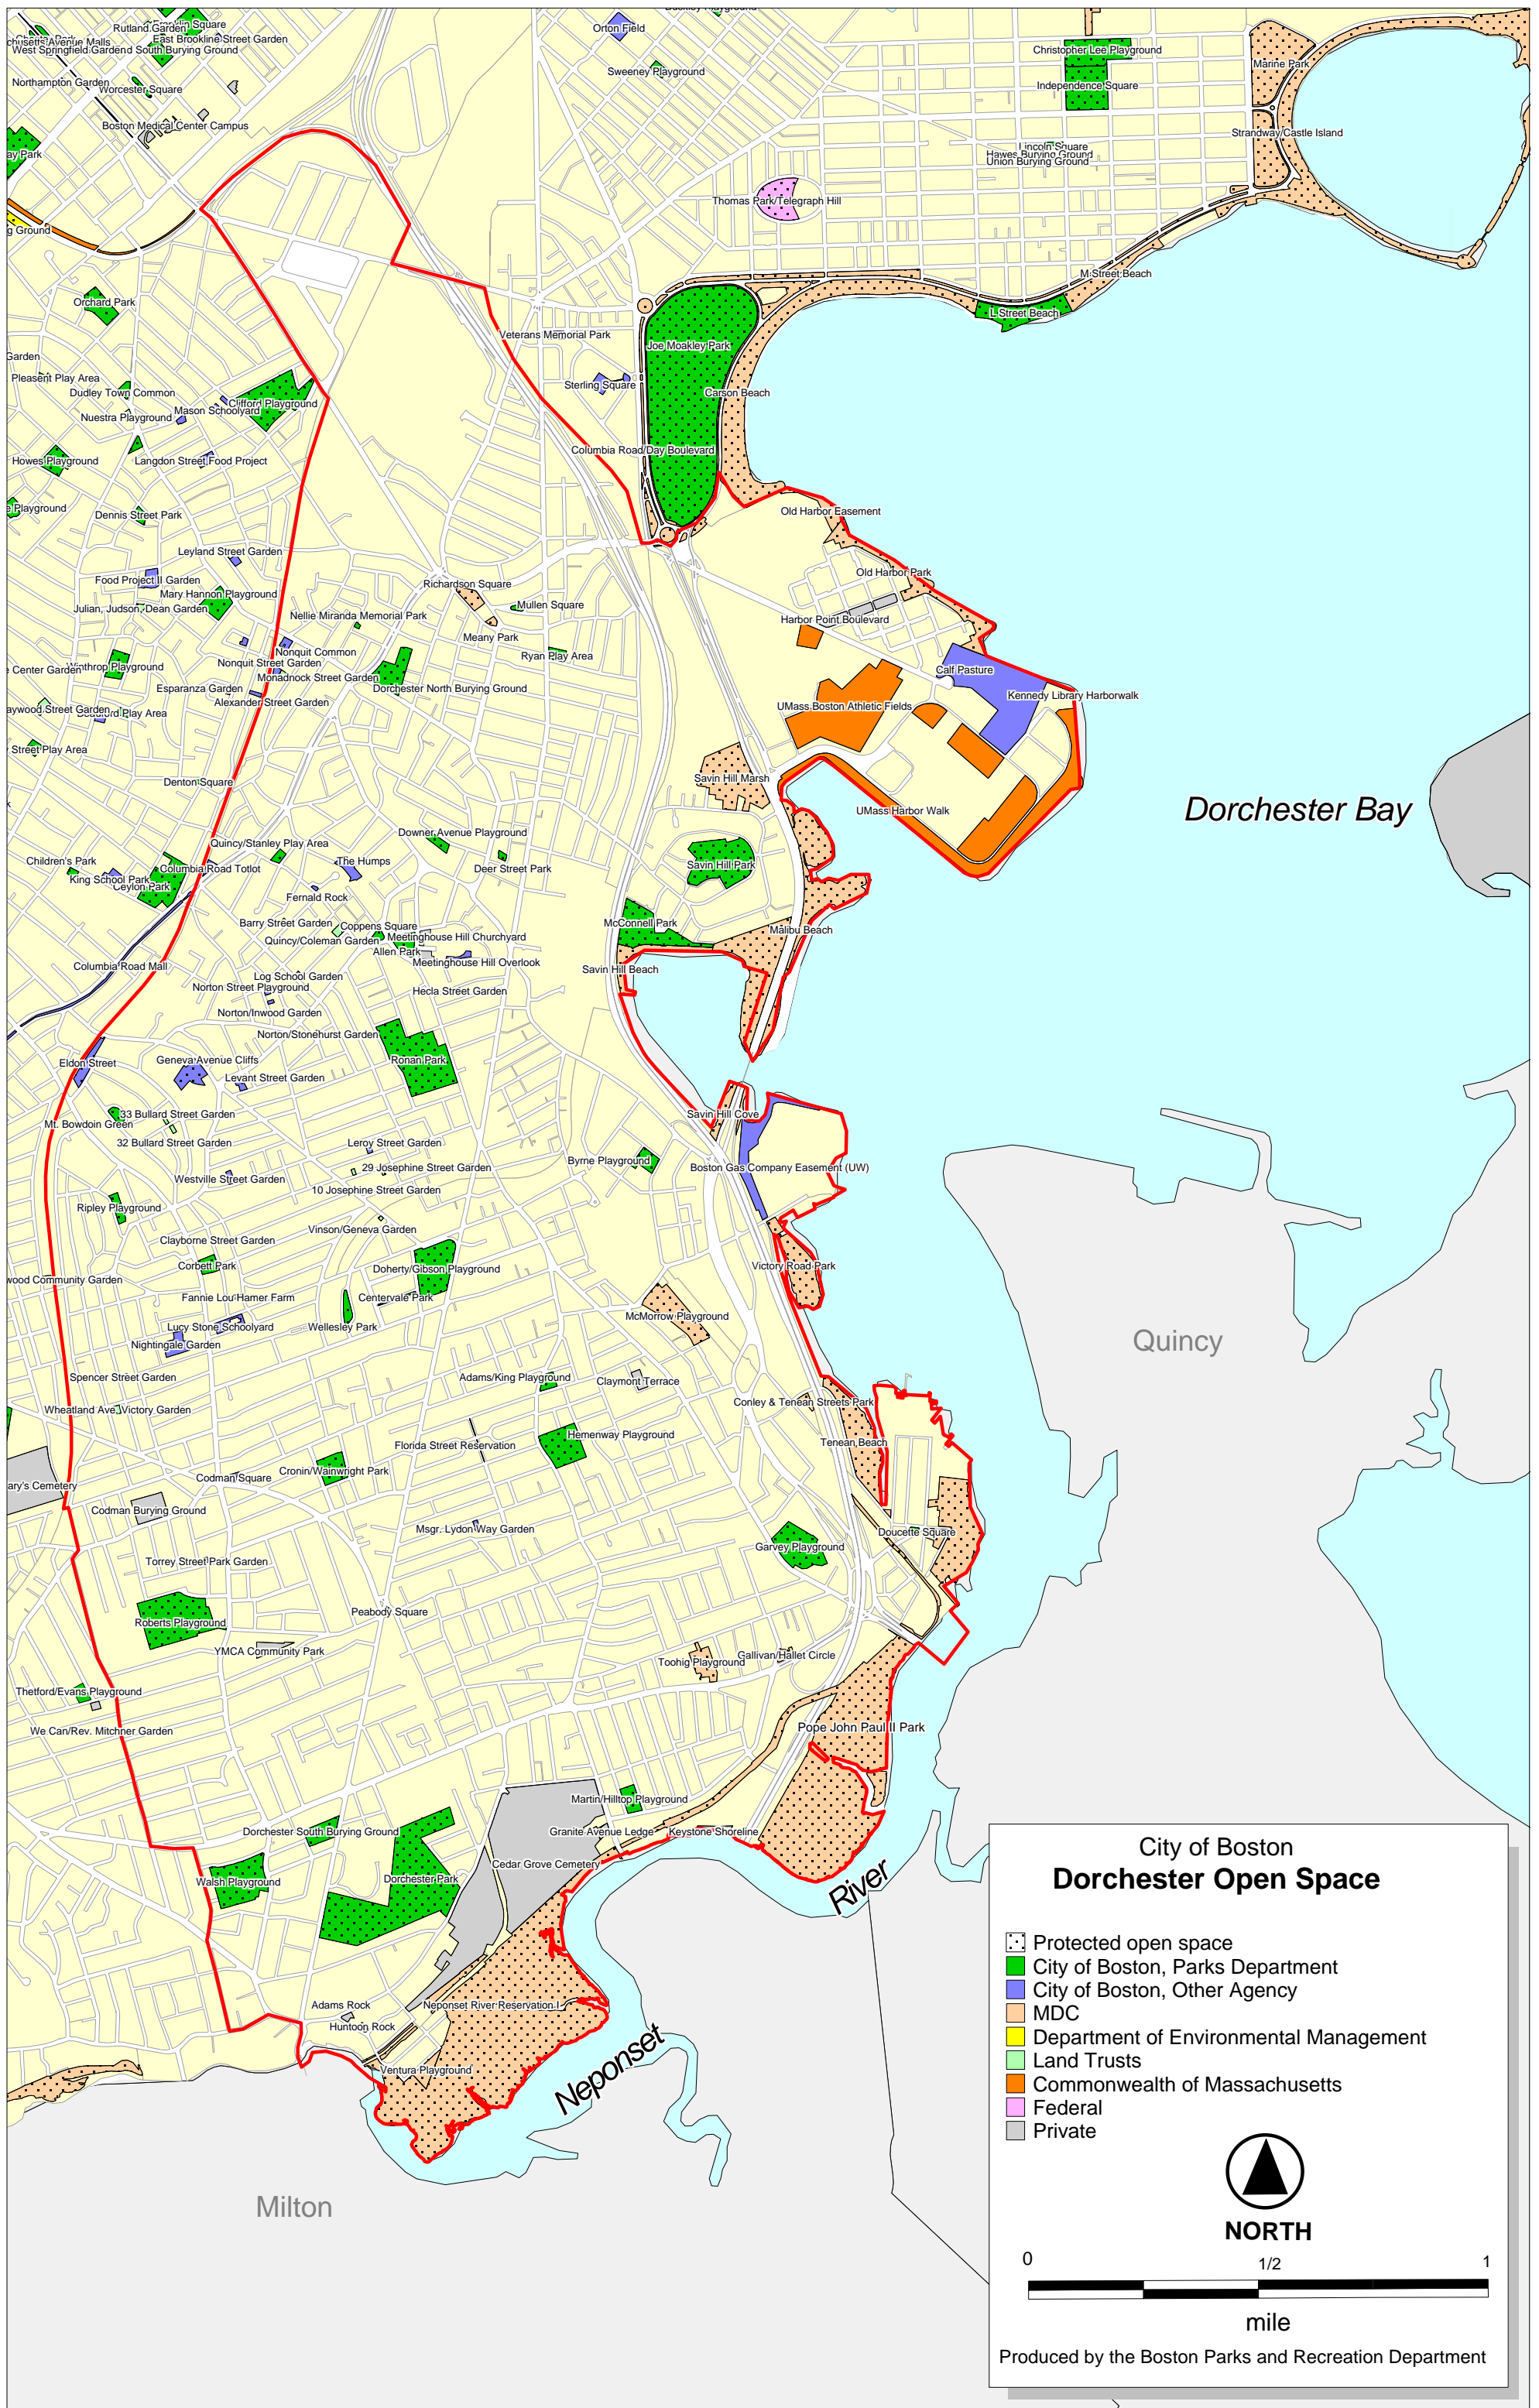 Rutland Garden
Franklin Square
Chester Park
Massachusetts Avenue Malls
East Brookline Street Garden
West Springfield Garden
South Burying Ground
Northampton Garden
Worcester Square
Boston Medical Center Campus
ay Park
g Ground
Orton Field
Buckley Playground
Sweeney Playground
Christopher Lee Playground
Independence Square
Marine Park
Strandway/Castle Island
Lincoln Square
Hawes Burying Ground
Union Burying Ground
Thomas Park/Telegraph Hill
M Street Beach
L Street Beach
Orchard Park
Veterans Memorial Park
Joe Moakley Park
Garden
Pleasent Play Area
Dudley Town Common
Sterling Square
Carson Beach
Mason Schoolyard
Clifford Playground
Nuestra Playground
Columbia Road/Day Boulevard
Howes Playground
Langdon Street Food Project
e Playground
Dennis Street Park
Old Harbor Easement
Leyland Street Garden
Food Project II Garden
Richardson Square
Old Harbor Park
Mary Hannon Playground
Julian, Judson, Dean Garden
Nellie Miranda Memorial Park
Mullen Square
Harbor Point Boulevard
Meany Park
Nonquit Common
Ryan Play Area
Nonquit Street Garden
e Center Garden
Winthrop Playground
Calf Pasture
Monadnock Street Garden
Esperanza Garden
Dorchester North Burying Ground
Kennedy Library Harborwalk
Alexander Street Garden
UMass Boston Athletic Fields
aywood Street Garden
Beauford Play Area
y Street Play Area
Savin Hill Marsh
Denton Square
k
UMass Harbor Walk
Dorchester Bay
Downer Avenue Playground
Quincy/Stanley Play Area
Children's Park
The Humps
Columbia Road Totlot
Deer Street Park
Savin Hill Park
King School Park
Ceylon Park
Fernald Rock
Barry Street Garden
Coppens Square
McConnell Park
Malibu Beach
Quincy/Coleman Garden
Meetinghouse Hill Churchyard
Allen Park
Meetinghouse Hill Overlook
Columbia Road Mall
Savin Hill Beach
Log School Garden
Norton Street Playground
Hecla Street Garden
Norton/Inwood Garden
Norton/Stonehurst Garden
Eldon Street
Geneva Avenue Cliffs
Ronan Park
Levant Street Garden
33 Bullard Street Garden
Savin Hill Cove
Mt. Bowdoin Green
32 Bullard Street Garden
Leroy Street Garden
Byrne Playground
29 Josephine Street Garden
Boston Gas Company Easement (UW)
Westville Street Garden
10 Josephine Street Garden
Ripley Playground
Vinson/Geneva Garden
Clayborne Street Garden
Corbett Park
Doherty/Gibson Playground
Victory Road Park
wood Community Garden
Fannie Lou Hamer Farm
Centervale Park
McMorrow Playground
Lucy Stone Schoolyard
Wellesley Park
Quincy
Nightingale Garden
Spencer Street Garden
Adams/King Playground
Claymont Terrace
Conley & Tenean Streets Park
Wheatland Ave. Victory Garden
Hemenway Playground
Florida Street Reservation
Tenean Beach
Cronin/Wainwright Park
Codman Square
ary's Cemetery
Codman Burying Ground
Msgr. Lydon Way Garden
Doucette Square
Garvey Playground
Torrey Street Park Garden
Peabody Square
Roberts Playground
YMCA Community Park
Gallivan/Hallet Circle
Toohig Playground
Thetford/Evans Playground
We Can/Rev. Mitchner Garden
Pope John Paul II Park
Martin/Hilltop Playground
Dorchester South Burying Ground
Granite Avenue Ledge
Keystone Shoreline
Cedar Grove Cemetery
Walsh Playground
Dorchester Park
River
Adams Rock
Neponset River Reservation I
Huntoon Rock
Ventura Playground
Neponset
Milton
City of Boston
Dorchester Open Space
Protected open space
City of Boston, Parks Department
City of Boston, Other Agency
MDC
Department of Environmental Management
Land Trusts
Commonwealth of Massachusetts
Federal
Private
NORTH
0 1/2 1
mile
Produced by the Boston Parks and Recreation Department